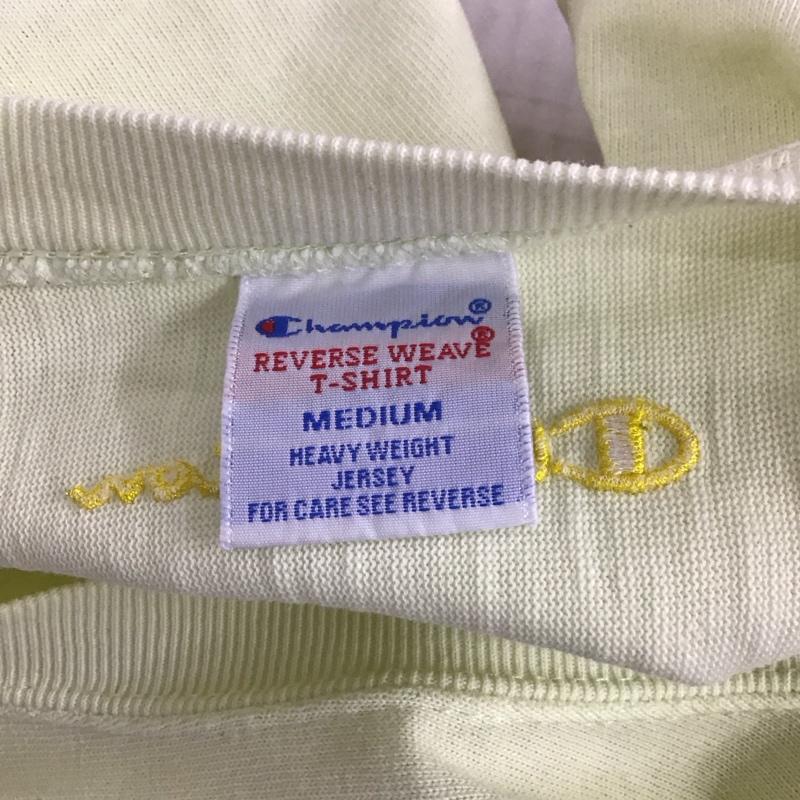 Champion®
REVERSE WEAVE®
T-SHIRT
MEDIUM
HEAVY WEIGHT
JERSEY
FOR CARE SEE REVERSE